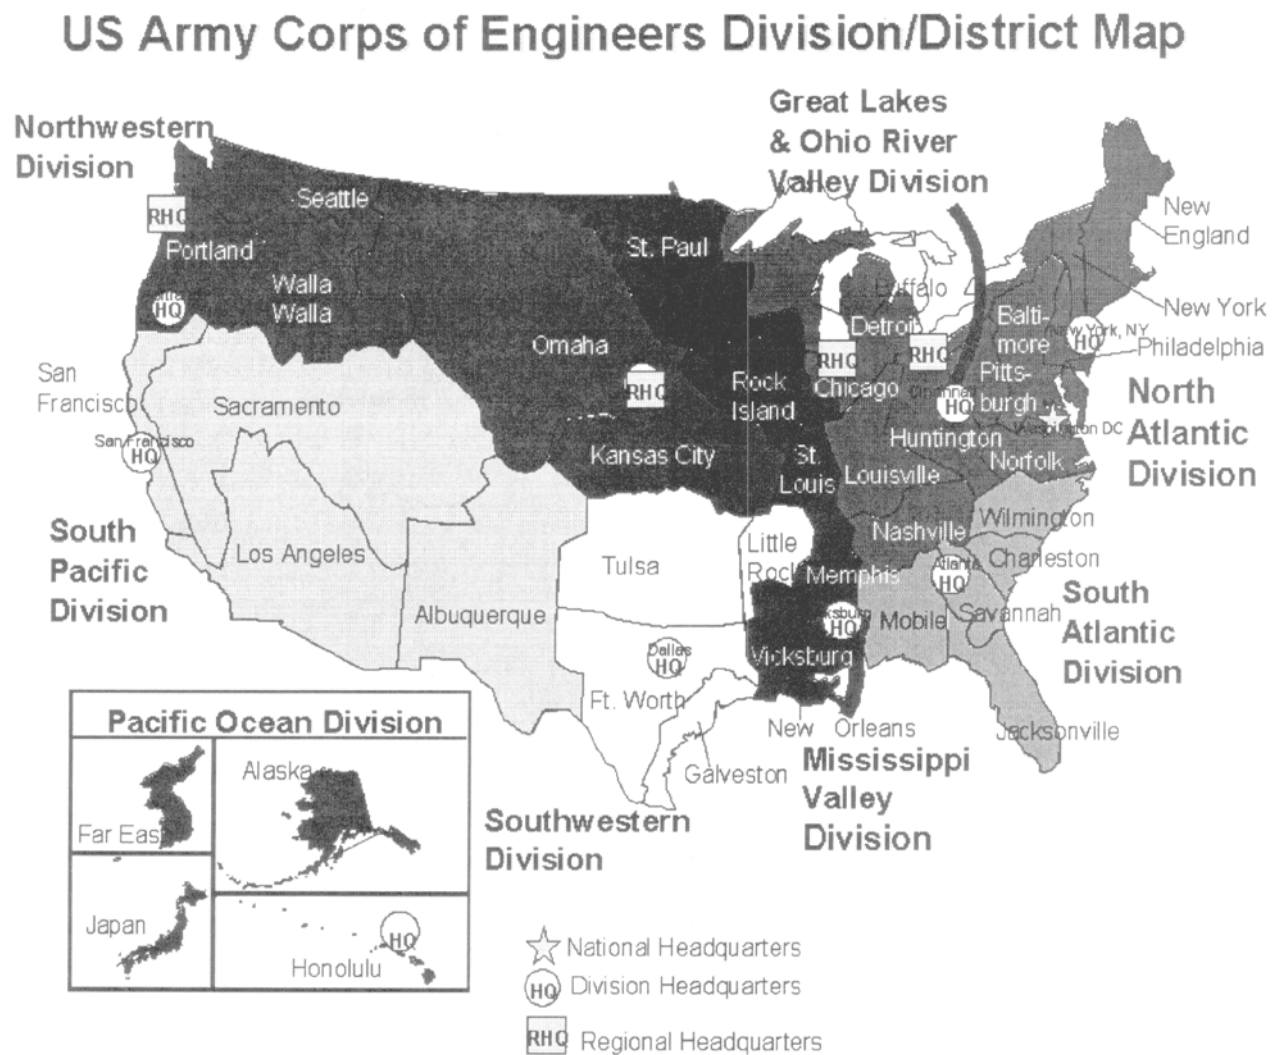 US Army Corps of Engineers Division/District Map
Great Lakes
& Ohio River
Valley Division
Northwestern
Division
Seattle
RHQ
Portland
Walla
Walla
HQ
St. Paul
Omaha
RHQ
Kansas City
Rock
Island
St.
Louis
Buffalo
Detroit
RHQ
RHQ
Chicago
HQ
Huntington
Louisville
Nashville
Balti-
more
Pitts-
burgh
New
England
New York
New York, NY
HQ
Philadelphia
Washington DC
Norfolk
North
Atlantic
Division
San
Francisco
Sacramento
San Francisco
HQ
South
Pacific
Division
Los Angeles
Albuquerque
Tulsa
Little
Rock
Memphis
HQ
Vicksburg
Dallas
HQ
Ft. Worth
Galveston
New Orleans
Wilmington
Charleston
Atlanta
HQ
Savannah
Mobile
Jacksonville
South
Atlantic
Division
Mississippi
Valley
Division
Southwestern
Division
Pacific Ocean Division
Alaska
Far East
Japan
HQ
Honolulu
National Headquarters
HQ Division Headquarters
RHQ Regional Headquarters